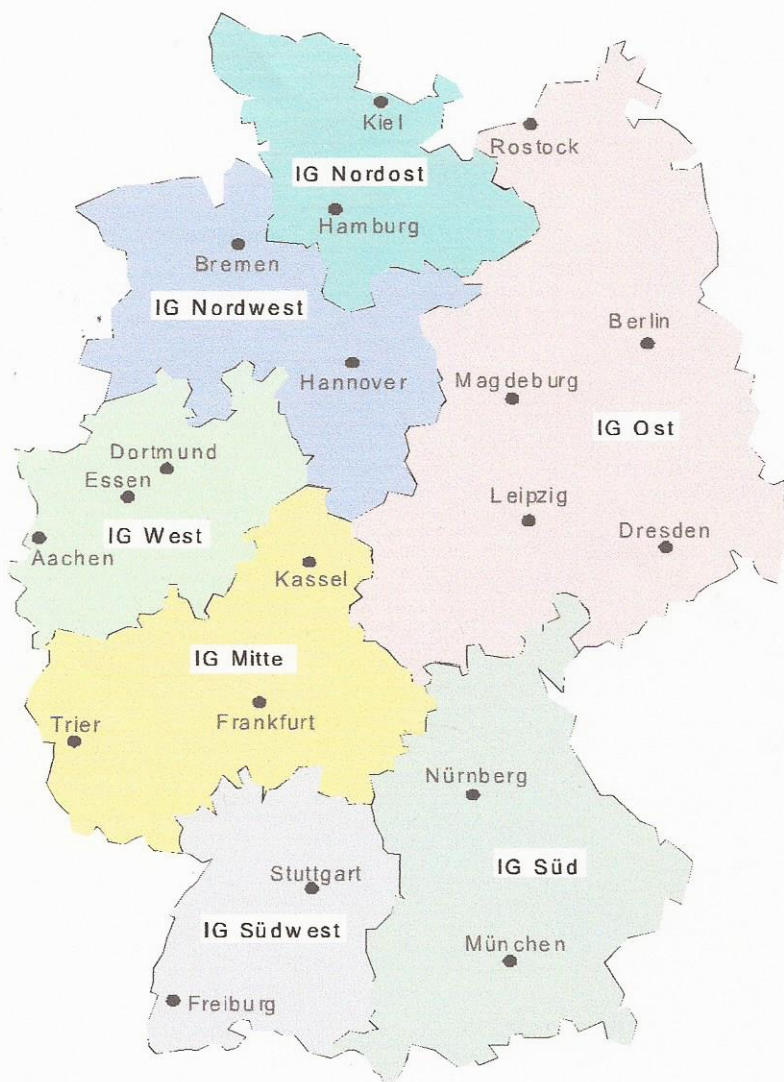 Kiel
Rostock
IG Nordost
Hamburg
Bremen
IG Nordwest
Berlin
Hannover
Magdeburg
IG Ost
Dortmund
Essen
Leipzig
IG West
Dresden
Aachen
Kassel
IG Mitte
Frankfurt
Trier
Nürnberg
Stuttgart
IG Süd
IG Südwest
München
Freiburg